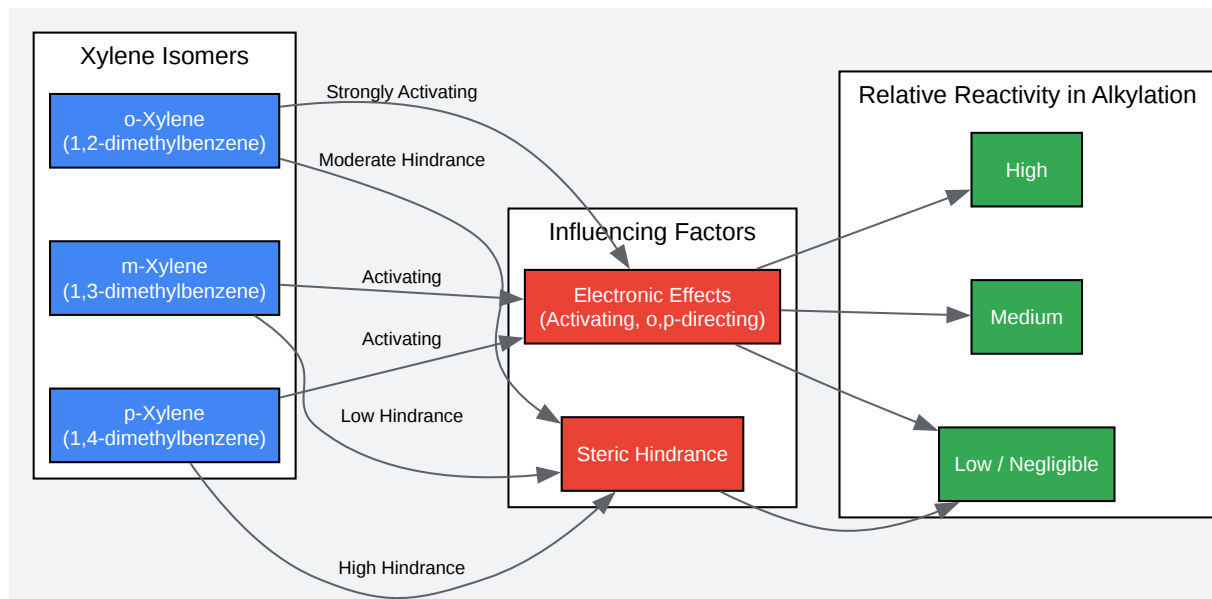 Xylene Isomers
o-Xylene
(1,2-dimethylbenzene)
m-Xylene
(1,3-dimethylbenzene)
p-Xylene
(1,4-dimethylbenzene)
Strongly Activating
Moderate Hindrance
Activating
Activating
Low Hindrance
High Hindrance
Influencing Factors
Electronic Effects
(Activating, o,p-directing)
Steric Hindrance
Relative Reactivity in Alkylation
High
Medium
Low / Negligible